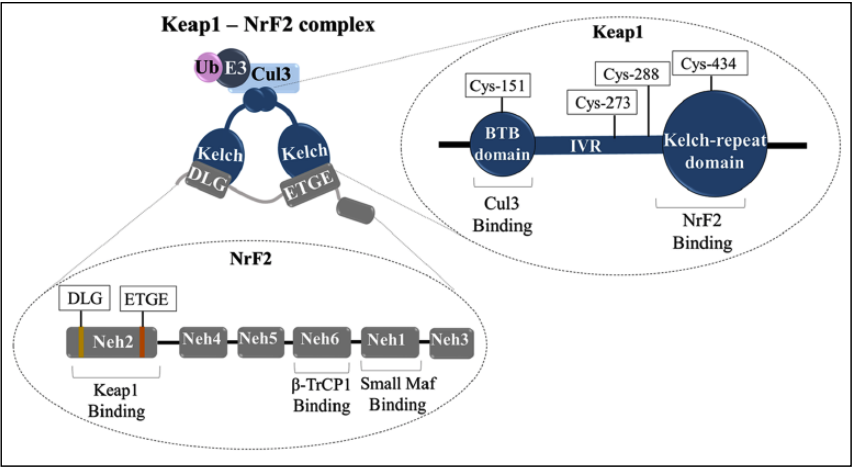 Keap1 – NrF2 complex
Ub
E3
Cul3
Kelch
Kelch
DLG
ETGE
Keap1
Cys-151
Cys-273
Cys-288
Cys-434
BTB
domain
IVR
Kelch-repeat
domain
Cul3
Binding
NrF2
Binding
NrF2
DLG
ETGE
Neh2
Neh4
Neh5
Neh6
Neh1
Neh3
Keap1
Binding
β-TrCP1
Binding
Small Maf
Binding